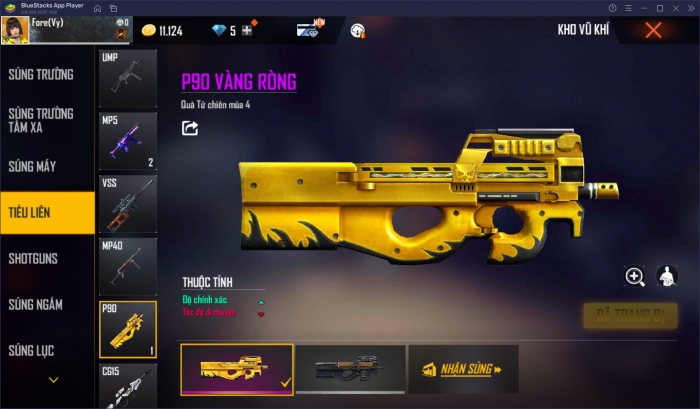 BlueStacks App Player
Fore(Vy)
0
11.124
5
NEW
KHO VŨ KHÍ
SÚNG TRƯỜNG
SÚNG TRƯỜNG
TẦM XA
SÚNG MÁY
TIỂU LIÊN
SHOTGUNS
SÚNG NGẮM
SÚNG LỤC
UMP
MP5
2
VSS
MP40
P90
1
CG15
P90 VÀNG RÒNG
Quà Tử chiến mùa 4
THUỘC TÍNH
Độ chính xác
Tốc độ di chuyển
ĐÃ TRANG BỊ
NHẬN SÚNG